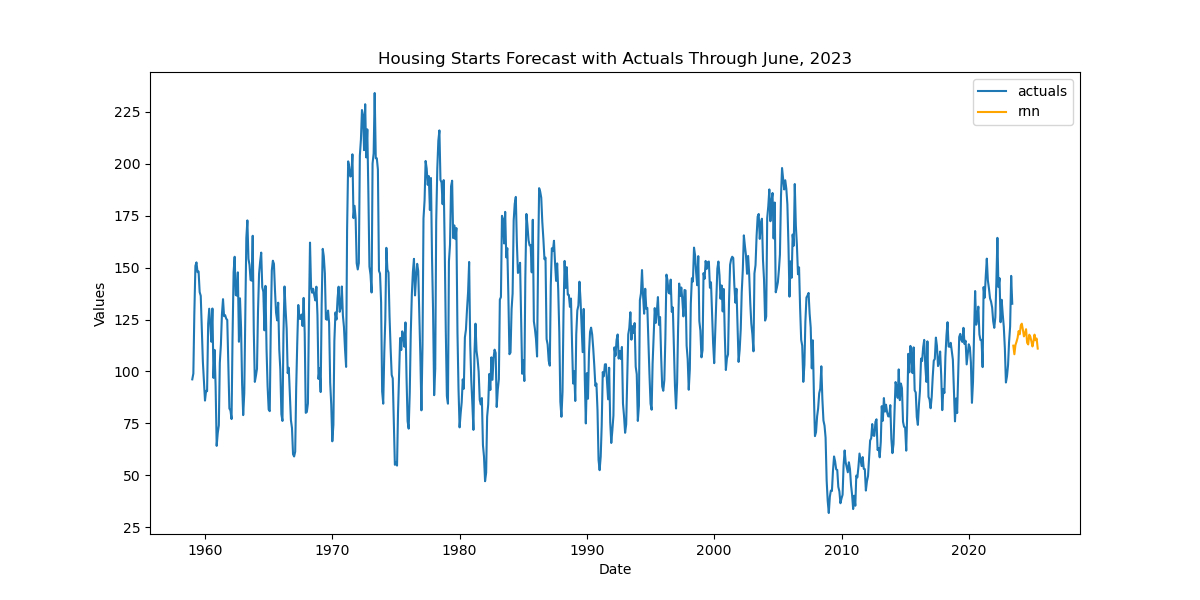 Housing Starts Forecast with Actuals Through June, 2023
actuals
rnn
Values
225
200
175
150
125
100
75
50
25
1960 1970 1980 1990 2000 2010 2020
Date